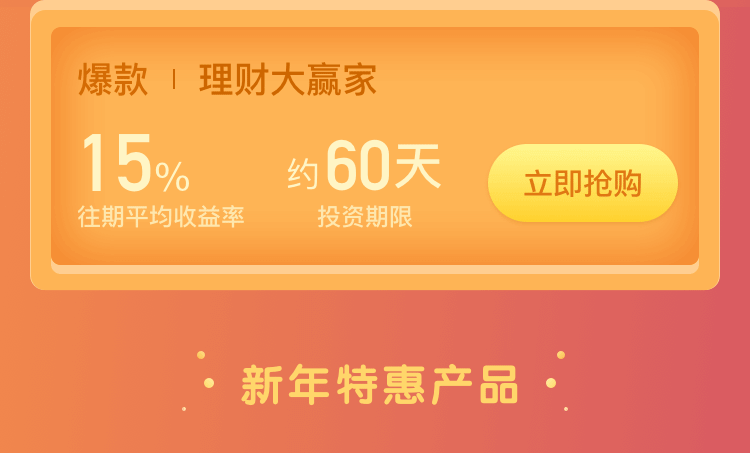 爆款 | 理财大赢家
15% 约60天
立即抢购
往期平均收益率 投资期限
新年特惠产品